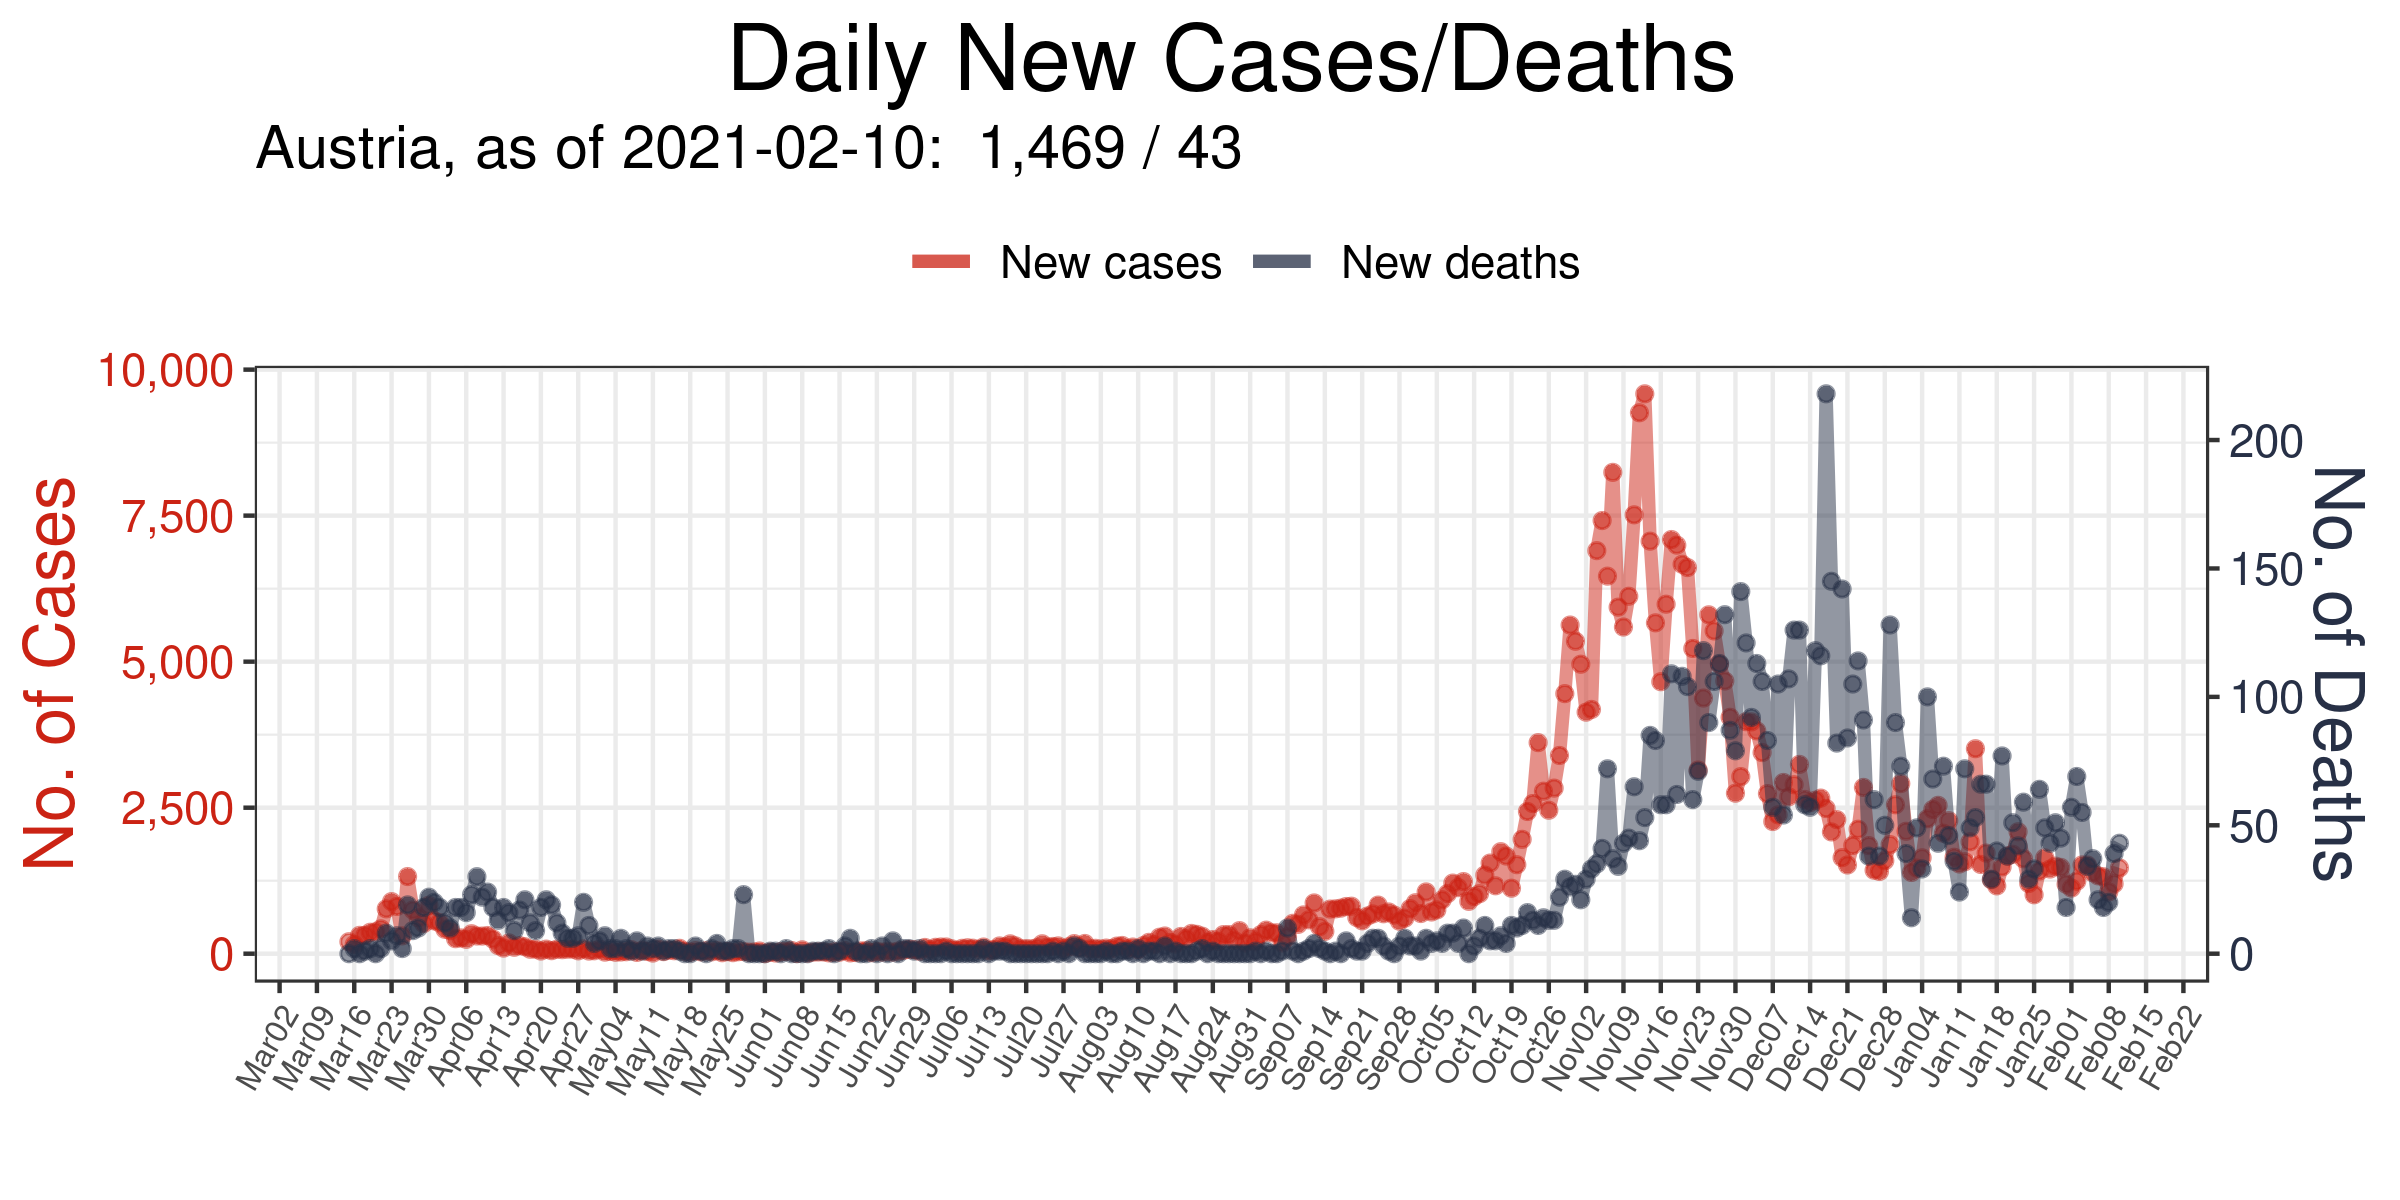 Daily New Cases/Deaths
Austria, as of 2021-02-10:  1,469 / 43
New cases
New deaths
No. of Cases
10,000
7,500
5,000
2,500
0
No. of Deaths
200
150
100
50
0
Mar02
Mar09
Mar16
Mar23
Mar30
Apr06
Apr13
Apr20
Apr27
May04
May11
May18
May25
Jun01
Jun08
Jun15
Jun22
Jun29
Jul06
Jul13
Jul20
Jul27
Aug03
Aug10
Aug17
Aug24
Aug31
Sep07
Sep14
Sep21
Sep28
Oct05
Oct12
Oct19
Oct26
Nov02
Nov09
Nov16
Nov23
Nov30
Dec07
Dec14
Dec21
Dec28
Jan04
Jan11
Jan18
Jan25
Feb01
Feb08
Feb15
Feb22